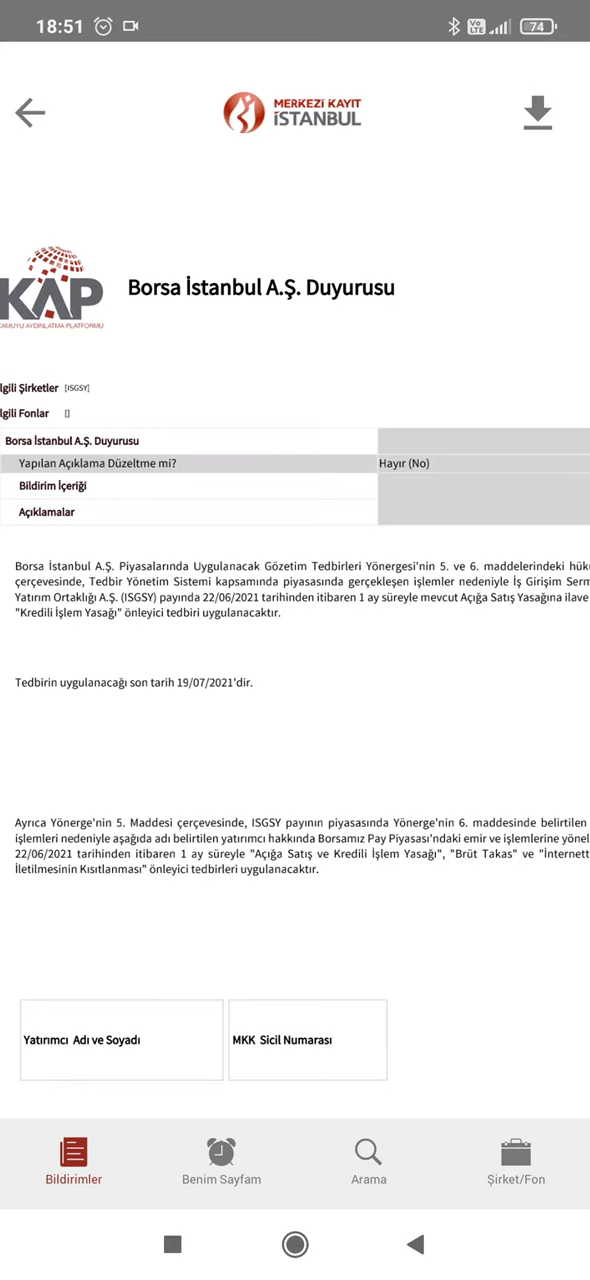 18:51
Vo LTE
74
MERKEZİ KAYIT
İSTANBUL
KAP
KAMUYU AYDINLATMA PLATFORMU
Borsa İstanbul A.Ş. Duyurusu
lgili Şirketler [ISGSY]
lgili Fonlar []
Borsa İstanbul A.Ş. Duyurusu
Yapılan Açıklama Düzeltme mi? Hayır (No)
Bildirim İçeriği
Açıklamalar
Borsa İstanbul A.Ş. Piyasalarında Uygulanacak Gözetim Tedbirleri Yönergesi'nin 5. ve 6. maddelerindeki hük
çerçevesinde, Tedbir Yönetim Sistemi kapsamında piyasasında gerçekleşen işlemler nedeniyle İş Girişim Serm
Yatırım Ortaklığı A.Ş. (ISGSY) payında 22/06/2021 tarihinden itibaren 1 ay süreyle mevcut Açığa Satış Yasağına ilave
"Kredili İşlem Yasağı" önleyici tedbiri uygulanacaktır.
Tedbirin uygulanacağı son tarih 19/07/2021'dir.
Ayrıca Yönerge'nin 5. Maddesi çerçevesinde, ISGSY payının piyasasında Yönerge'nin 6. maddesinde belirtilen
işlemleri nedeniyle aşağıda adı belirtilen yatırımcı hakkında Borsamız Pay Piyasası'ndaki emir ve işlemlerine yönel
22/06/2021 tarihinden itibaren 1 ay süreyle "Açığa Satış ve Kredili İşlem Yasağı", "Brüt Takas" ve "İnternett
İletilmesinin Kısıtlanması" önleyici tedbirleri uygulanacaktır.
Yatırımcı Adı ve Soyadı MKK Sicil Numarası
Bildirimler Benim Sayfam Arama Şirket/Fon